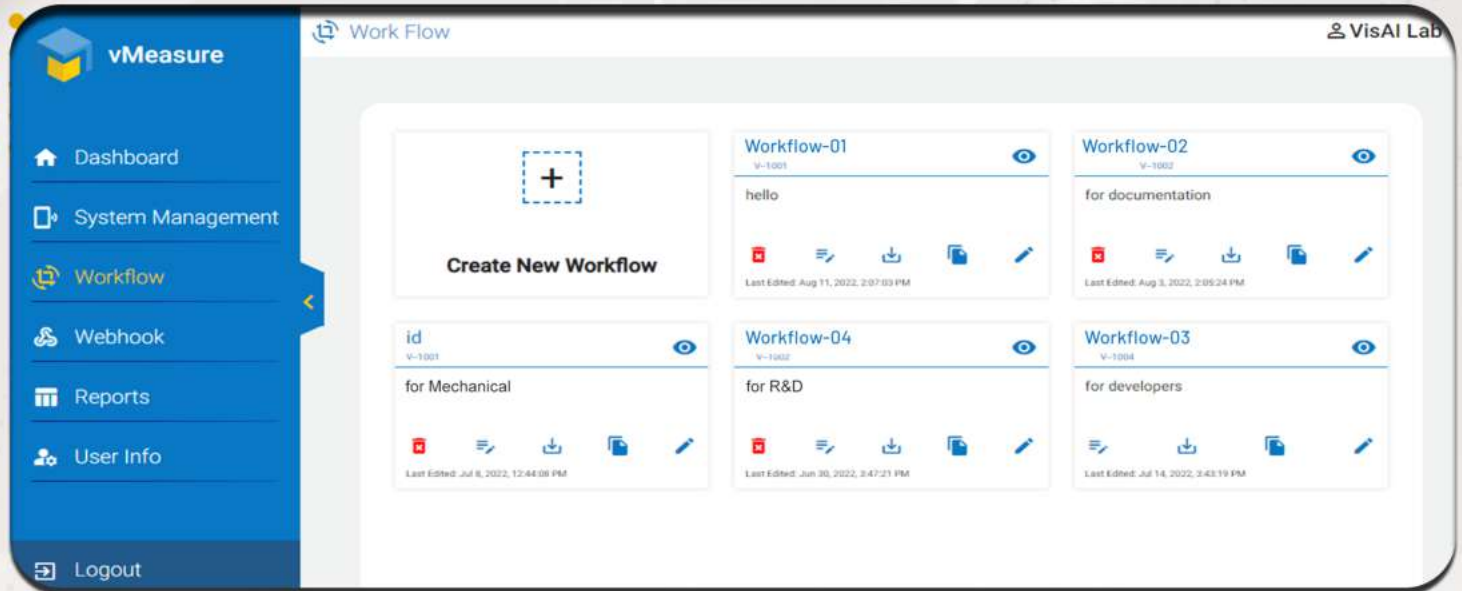 vMeasure
Dashboard
System Management
Workflow
Webhook
Reports
User Info
Logout
Work Flow
VisAI Lab
Create New Workflow
Workflow-01
V-1001
hello
Last Edited: Aug 11, 2022, 2:07:03 PM
Workflow-02
V-1002
for documentation
Last Edited: Aug 3, 2022, 2:05:24 PM
id
V-1001
for Mechanical
Last Edited: Jul 8, 2022, 12:44:08 PM
Workflow-04
V-1002
for R&D
Last Edited: Jun 30, 2022, 3:47:21 PM
Workflow-03
V-1004
for developers
Last Edited: Jul 14, 2022, 3:43:19 PM